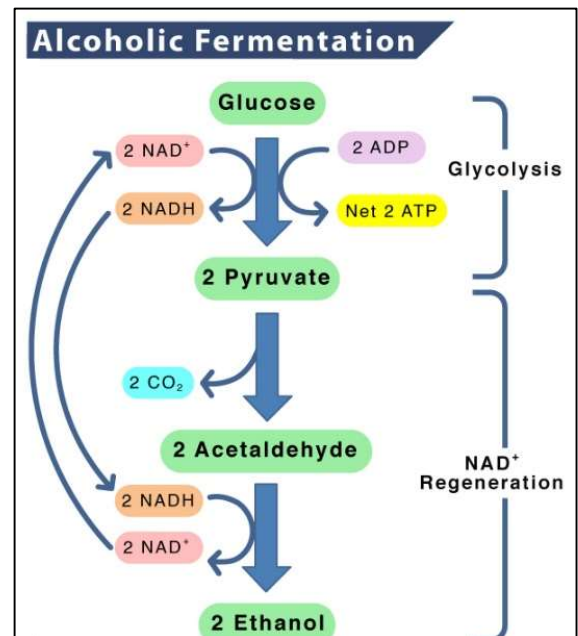 Alcoholic Fermentation
Glucose
2 NAD⁺
2 ADP
Glycolysis
2 NADH
Net 2 ATP
2 Pyruvate
2 CO₂
2 Acetaldehyde
NAD⁺
Regeneration
2 NADH
2 NAD⁺
2 Ethanol